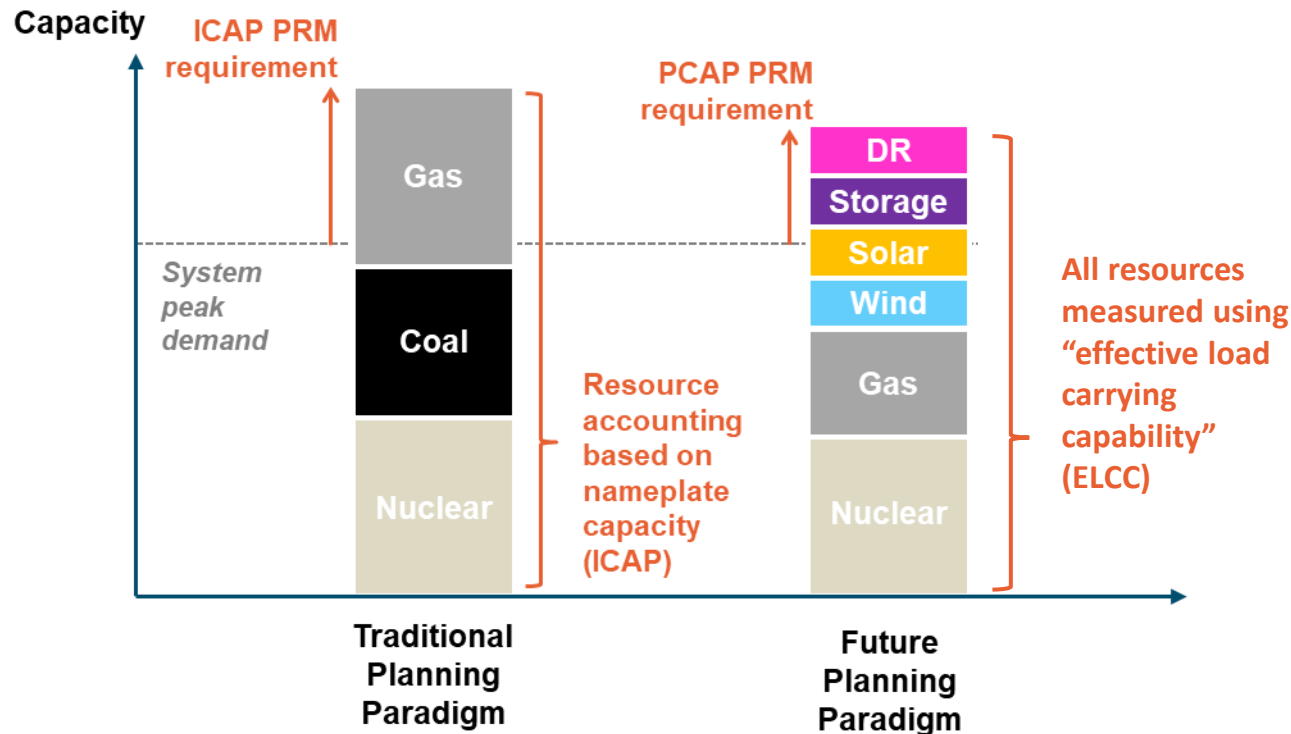 Capacity
ICAP PRM
requirement
PCAP PRM
requirement
Gas
Coal
Nuclear
System
peak
demand
Resource
accounting
based on
nameplate
capacity
(ICAP)
DR
Storage
Solar
Wind
Gas
Nuclear
All resources
measured using
“effective load
carrying
capability”
(ELCC)
Traditional
Planning
Paradigm
Future
Planning
Paradigm